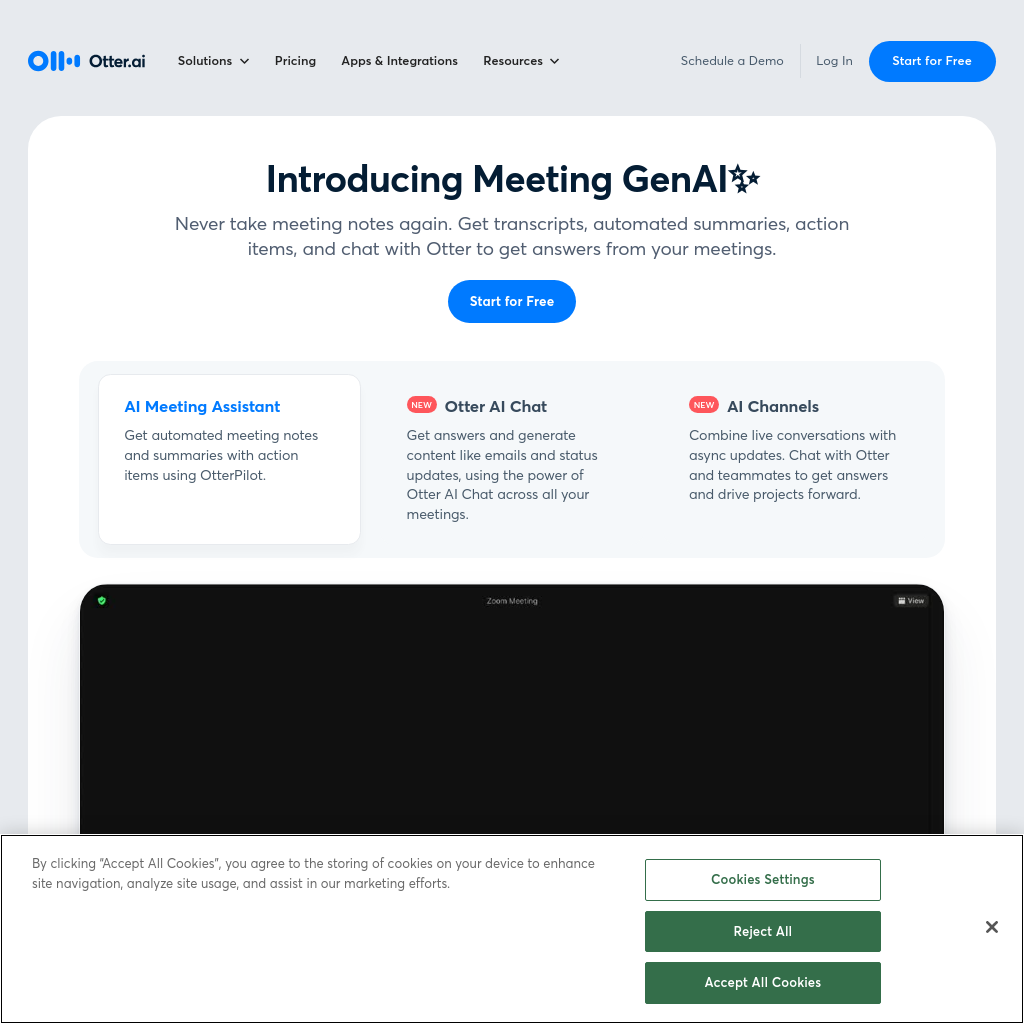 Otter.ai
Solutions
Pricing
Apps & Integrations
Resources
Schedule a Demo
Log In
Start for Free
Introducing Meeting GenAI✨
Never take meeting notes again. Get transcripts, automated summaries, action
items, and chat with Otter to get answers from your meetings.
Start for Free
AI Meeting Assistant
Get automated meeting notes
and summaries with action
items using OtterPilot.
NEW Otter AI Chat
Get answers and generate
content like emails and status
updates, using the power of
Otter AI Chat across all your
meetings.
NEW AI Channels
Combine live conversations with
async updates. Chat with Otter
and teammates to get answers
and drive projects forward.
Zoom Meeting
View
By clicking “Accept All Cookies”, you agree to the storing of cookies on your device to enhance
site navigation, analyze site usage, and assist in our marketing efforts.
Cookies Settings
Reject All
Accept All Cookies